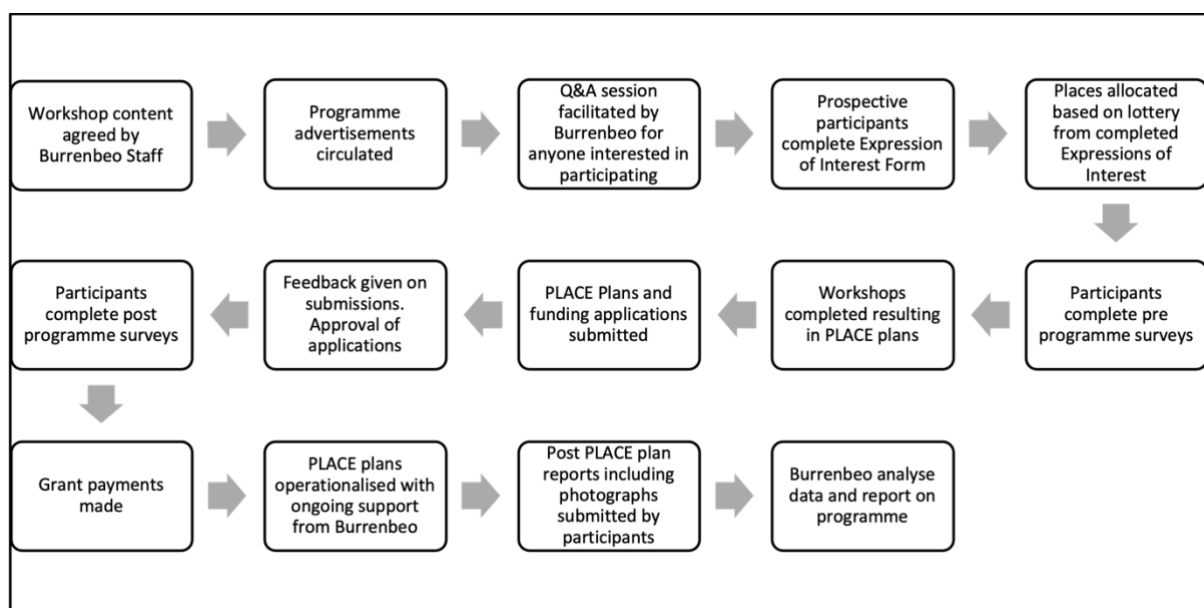 Workshop content
agreed by
Burrenbeo Staff
Programme
advertisements
circulated
Q&A session
facilitated by
Burrenbeo for
anyone interested in
participating
Prospective
participants
complete Expression
of Interest Form
Places allocated
based on lottery
from completed
Expressions of
Interest
Participants
complete pre
programme surveys
Workshops
completed resulting
in PLACE plans
PLACE Plans and
funding applications
submitted
Feedback given on
submissions.
Approval of
applications
Participants
complete post
programme surveys
Grant payments
made
PLACE plans
operationalised with
ongoing support
from Burrenbeo
Post PLACE plan
reports including
photographs
submitted by
participants
Burrenbeo analyse
data and report on
programme